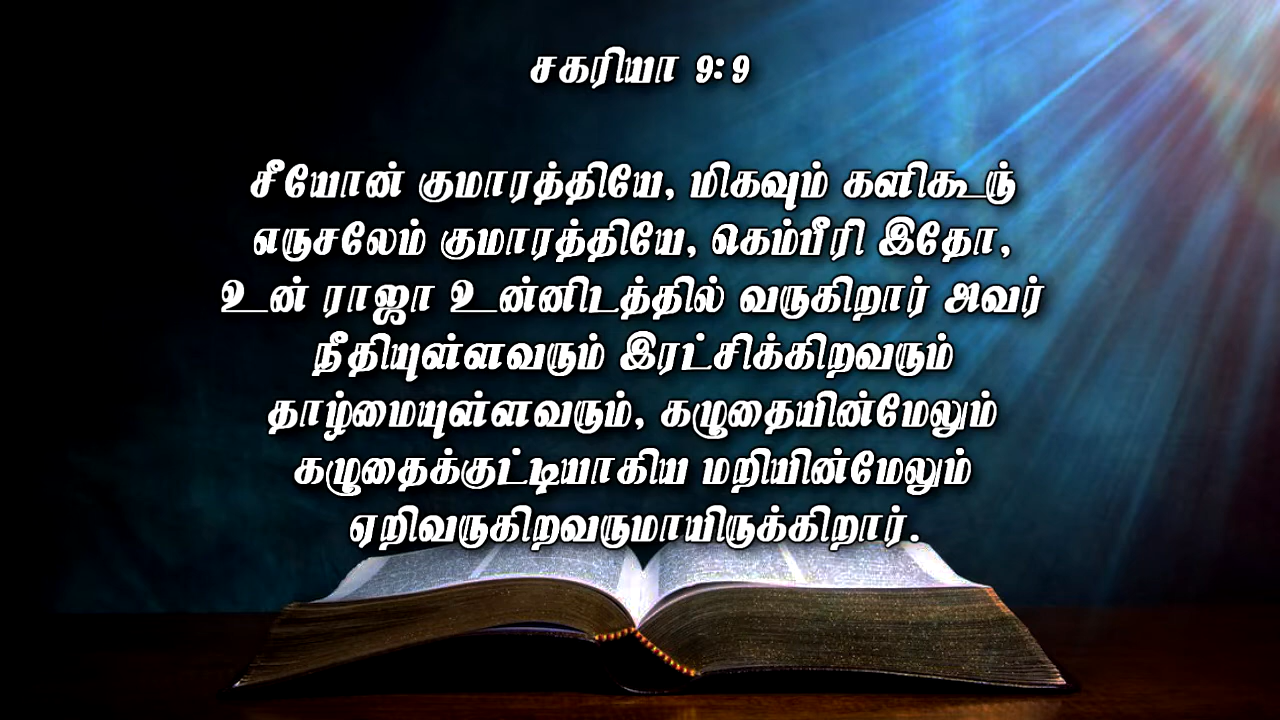 சகரியா 9:9
சீயோன் குமாரத்தியே, மிகவும் களிகூரு
எருசலேம் குமாரத்தியே, கெம்பீரி இதோ,
உன் ராஜா உன்னிடத்தில் வருகிறார் அவர்
நீதியுள்ளவரும் இரட்சிக்கிறவரும்
தாழ்மையுள்ளவரும், கழுதையின்மேலும்
கழுதைக்குட்டியாகிய மறியின்மேலும்
ஏறிவருகிறவருமாயிருக்கிறார்.